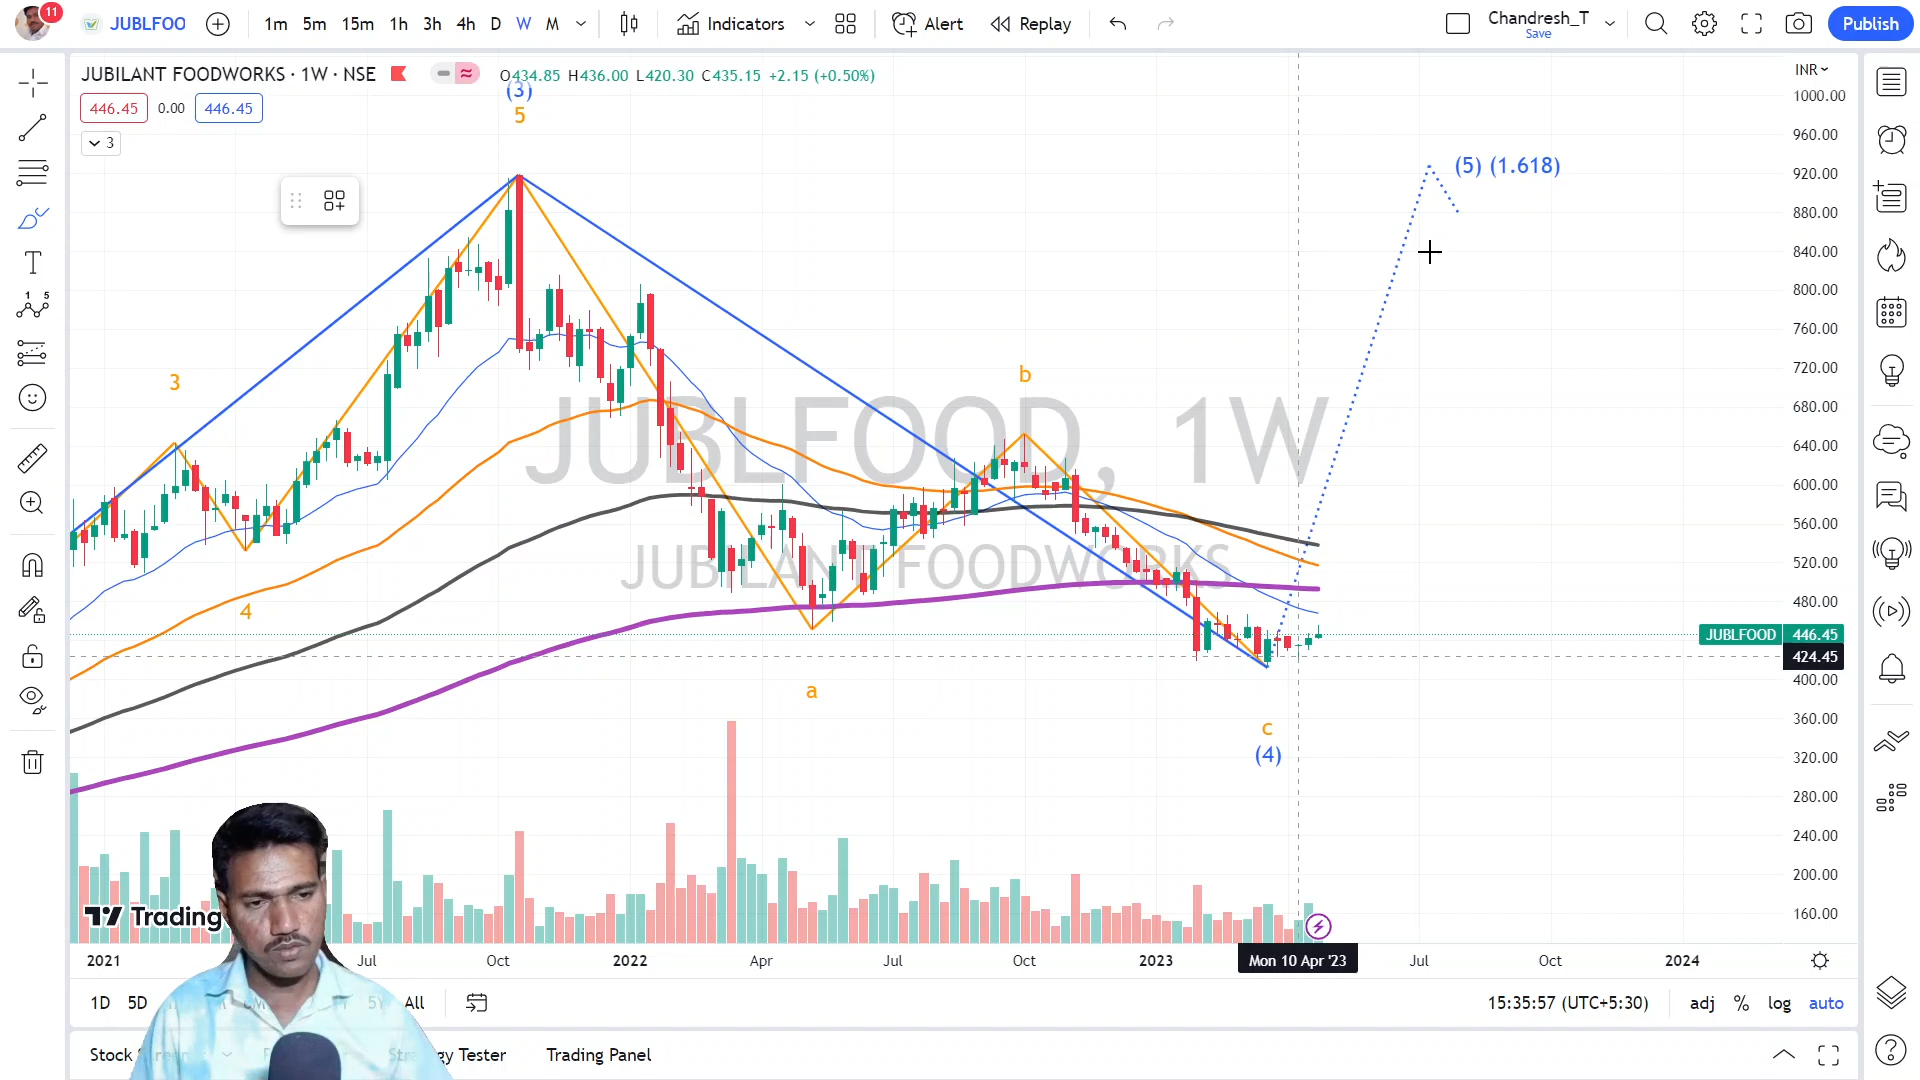 11
JUBLFOO
1m 5m 15m 1h 3h 4h D W M
Indicators
Alert
Replay
Chandresh_T
Save
Publish
JUBILANT FOODWORKS · 1W · NSE
O434.85 H436.00 L420.30 C435.15 +2.15 (+0.50%)
446.45 0.00 446.45
3
INR
1000.00
960.00
920.00
880.00
840.00
800.00
760.00
720.00
680.00
640.00
600.00
560.00
520.00
480.00
JUBLFOOD 446.45
424.45
400.00
360.00
320.00
280.00
240.00
200.00
160.00
(3)
5
(5) (1.618)
3
b
4
a
c
(4)
JUBLFOOD, 1W
JUBILANT FOODWORKS
Trading
2021 Jul Oct 2022 Apr Jul Oct 2023 Mon 10 Apr '23 Jul Oct 2024
1D 5D 5Y All
15:35:57 (UTC+5:30) adj % log auto
Stock Strategy Tester Trading Panel